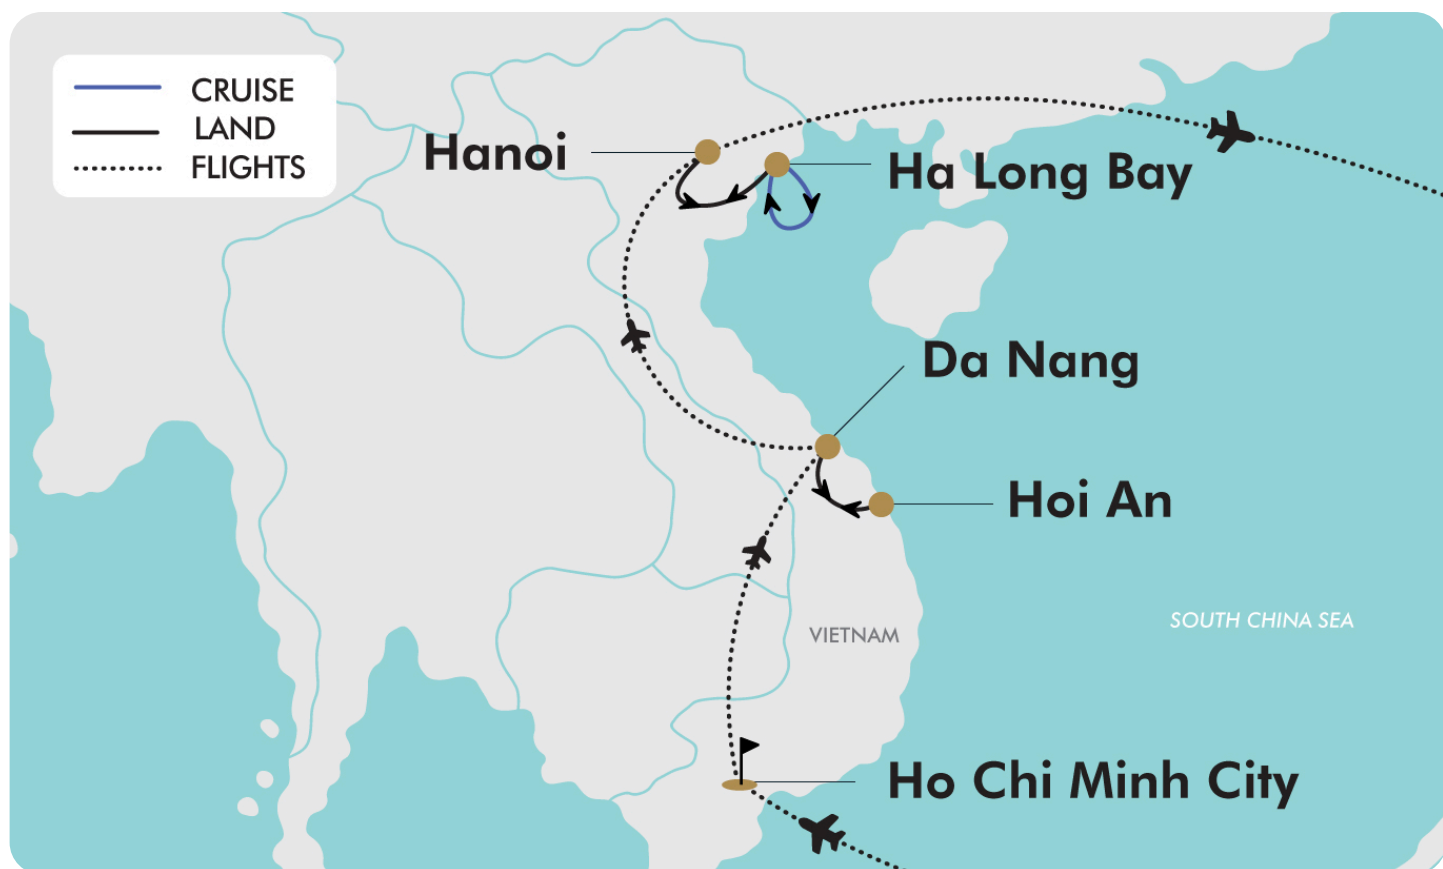 CRUISE
LAND
FLIGHTS
Hanoi
Ha Long Bay
Da Nang
Hoi An
SOUTH CHINA SEA
VIETNAM
Ho Chi Minh City